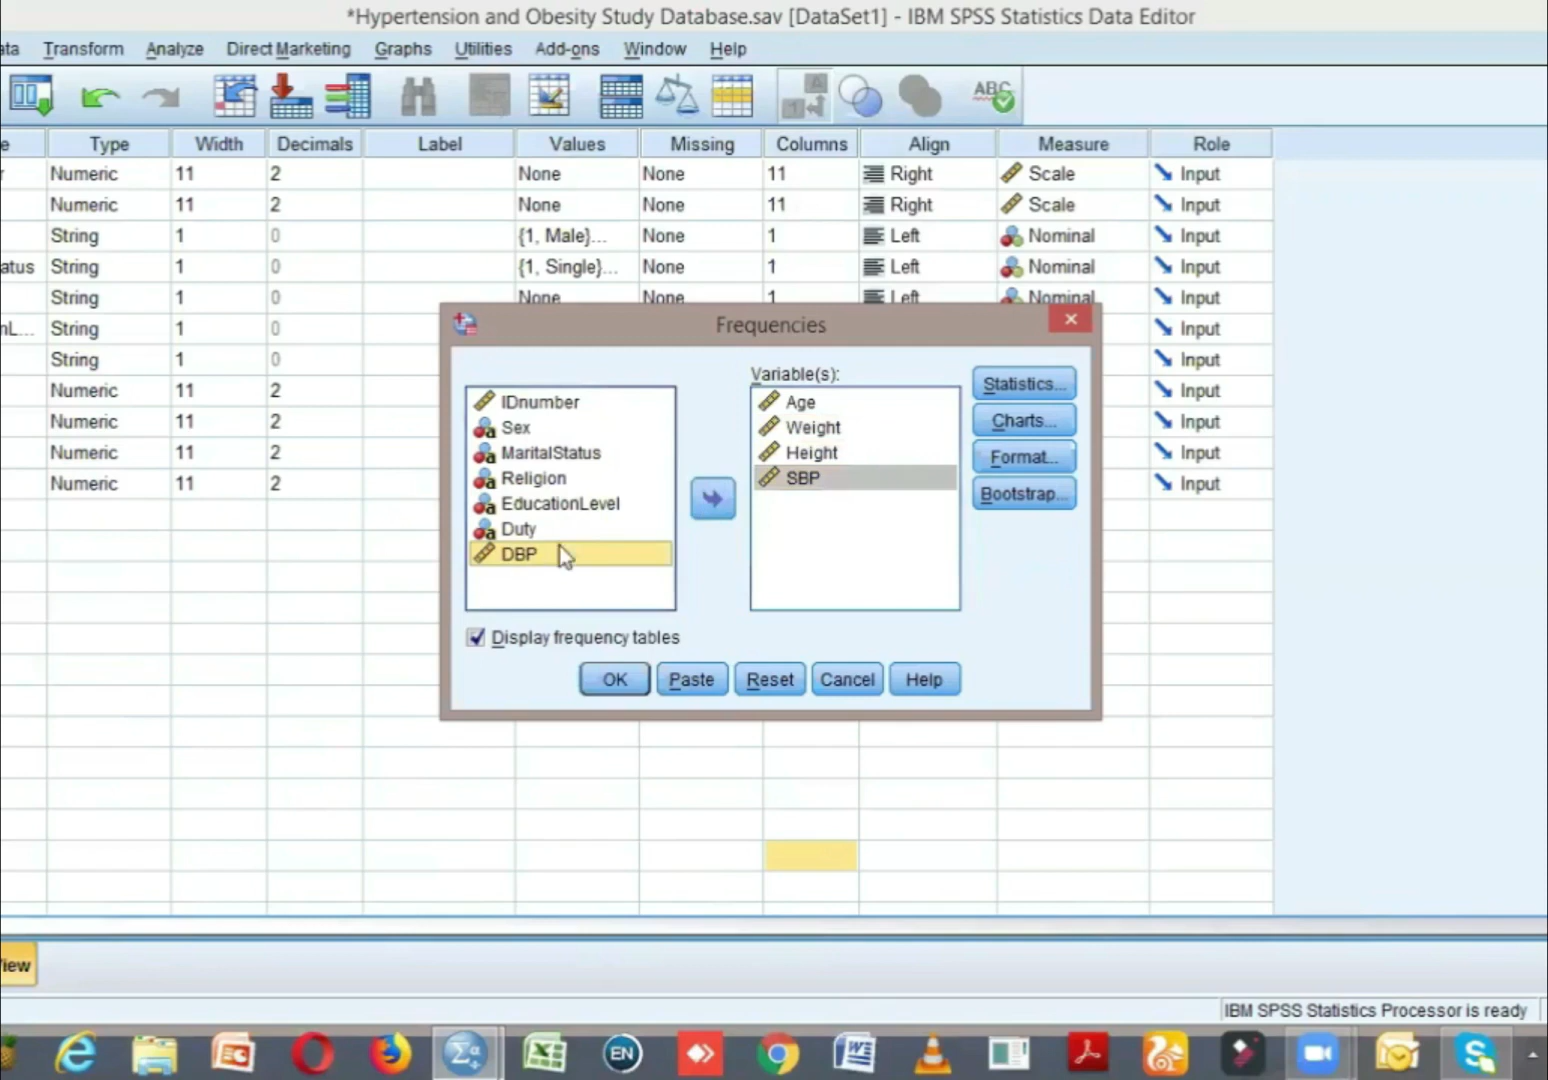 *Hypertension and Obesity Study Database.sav [DataSet1] - IBM SPSS Statistics Data Editor
ata Transform Analyze Direct Marketing Graphs Utilities Add-ons Window Help
ABC
e Type Width Decimals Label Values Missing Columns Align Measure Role
r Numeric 11 2 None None 11 Right Scale Input
Numeric 11 2 None None 11 Right Scale Input
String 1 0 {1, Male}... None 1 Left Nominal Input
atus String 1 0 {1, Single}... None 1 Left Nominal Input
String 1 0 None None 1 Left Nominal Input
nL... String 1 0 Input
String 1 0 Input
Numeric 11 2 Input
Numeric 11 2 Input
Numeric 11 2 Input
Numeric 11 2 Input
Frequencies
Variable(s):
IDnumber
Sex
MaritalStatus
Religion
EducationLevel
Duty
DBP
Age
Weight
Height
SBP
Statistics...
Charts...
Format...
Bootstrap...
Display frequency tables
OK Paste Reset Cancel Help
iew
IBM SPSS Statistics Processor is ready
EN